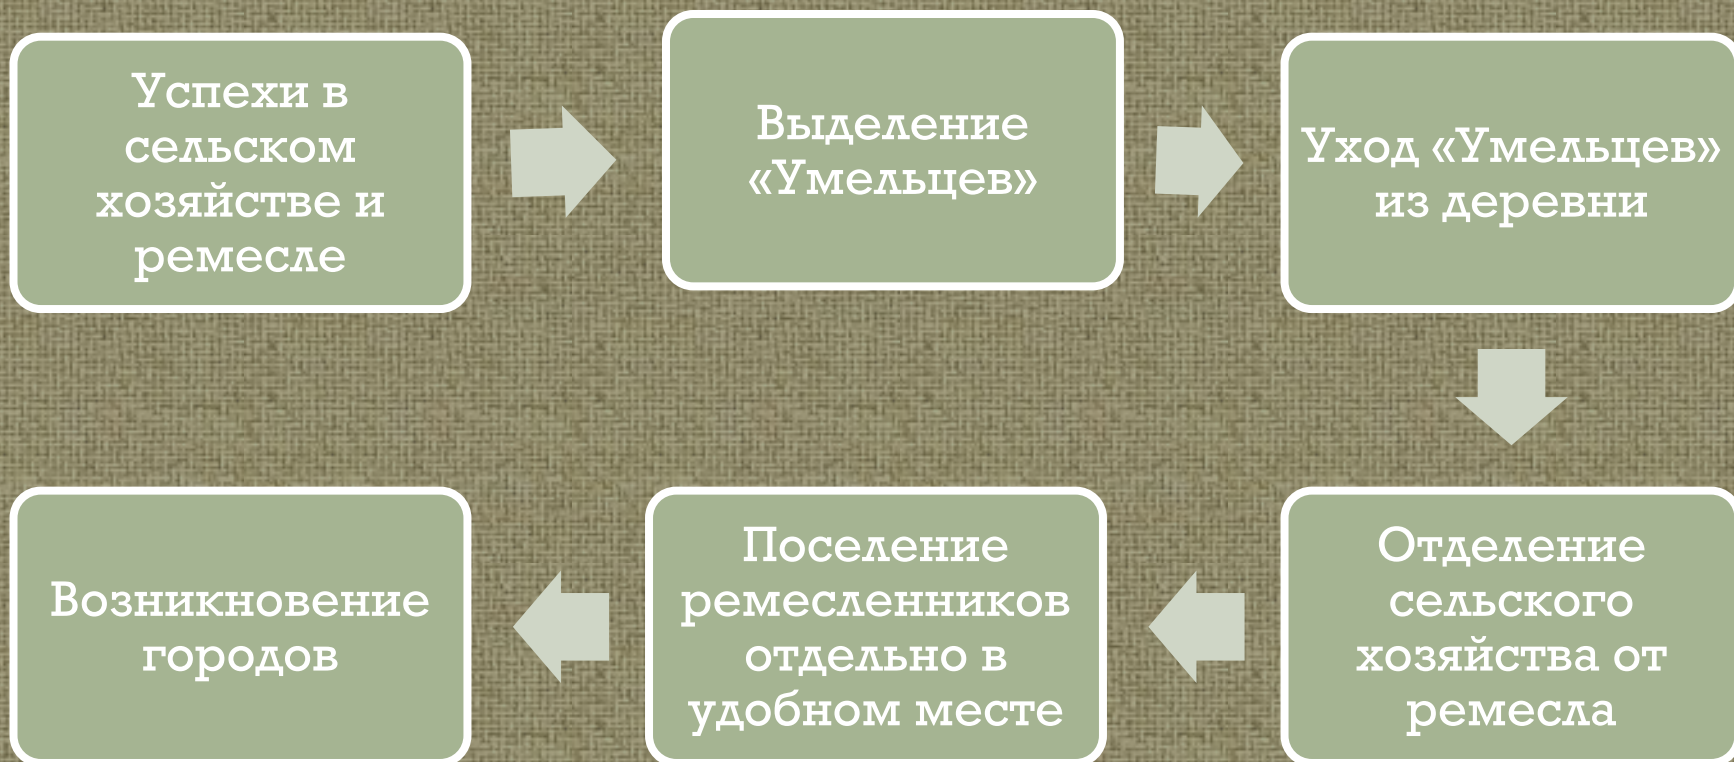 Успехи в
сельском
хозяйстве и
ремесле
Выделение
«Умельцев»
Уход «Умельцев»
из деревни
Отделение
сельского
хозяйства от
ремесла
Поселение
ремесленников
отдельно в
удобном месте
Возникновение
городов